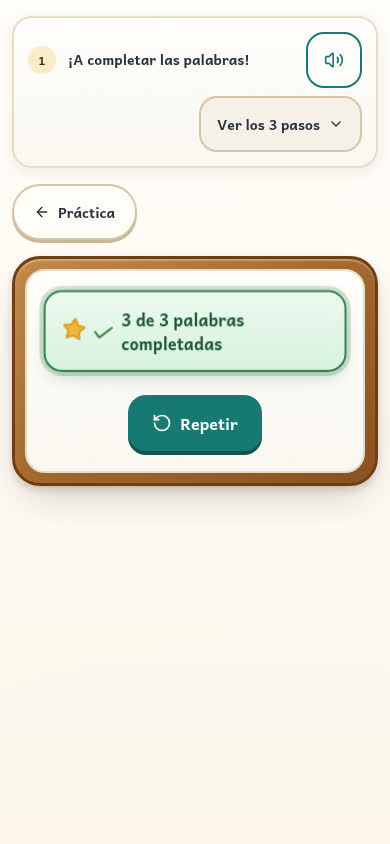 1 ¡A completar las palabras!
Ver los 3 pasos
Práctica
3 de 3 palabras
completadas
Repetir